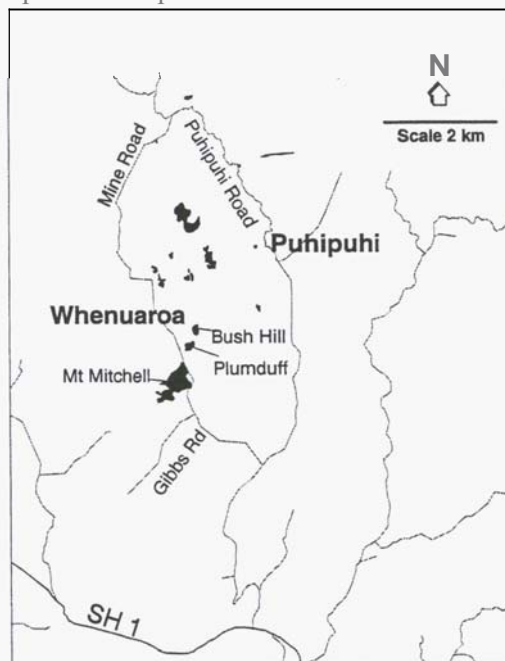 N
Scale 2 km
Mine Road
Puhipuhi Road
Puhipuhi
Whenuaroa
Bush Hill
Plumduff
Mt Mitchell
Gibbs Rd
SH 1